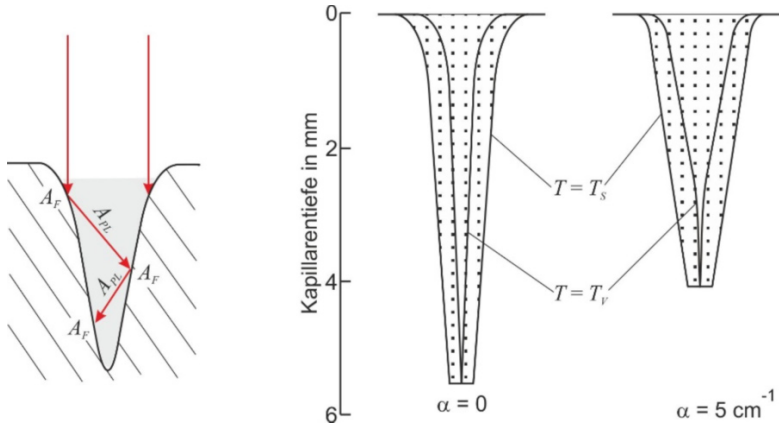 A_F
A_PL
A_F
A_PL
A_F
Kapillarentiefe in mm
0
2
4
6
T = T_S
T = T_V
α = 0
α = 5 cm⁻¹